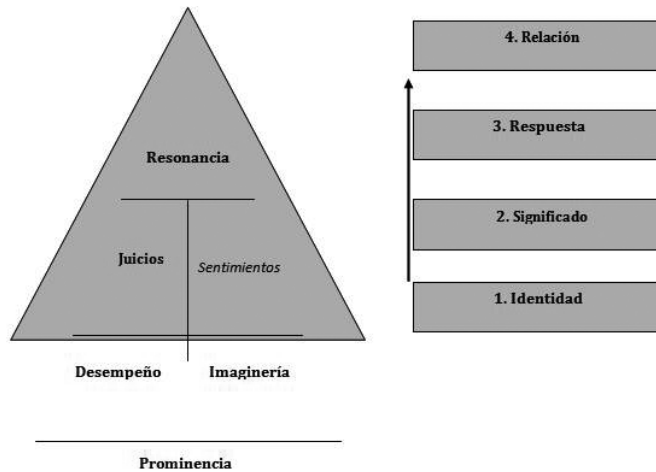 Resonancia
Juicios
Sentimientos
Desempeño
Imaginería
Prominencia
4. Relación
3. Respuesta
2. Significado
1. Identidad